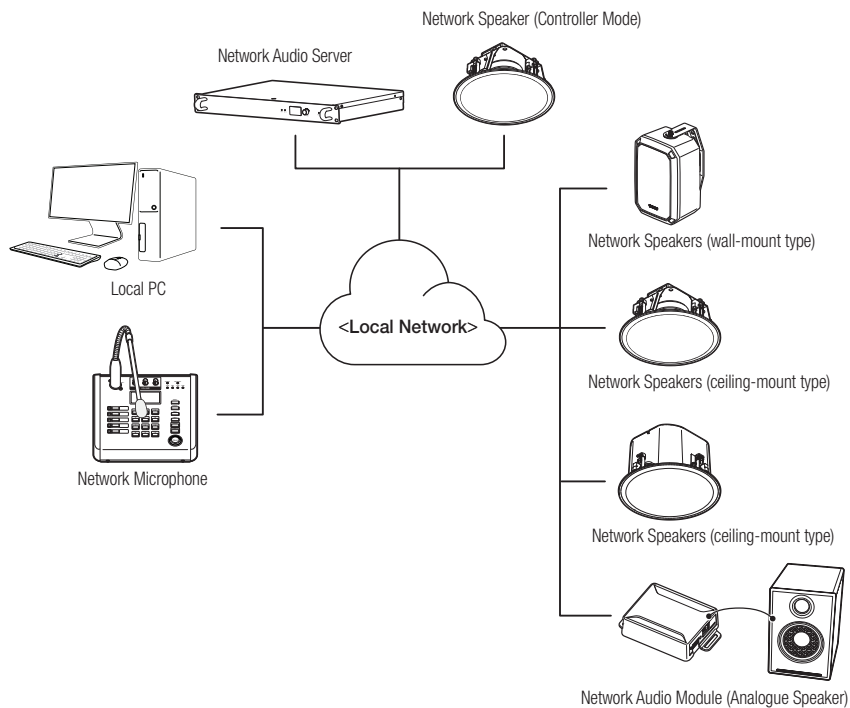 Network Speaker (Controller Mode)
Network Audio Server
Network Speakers (wall-mount type)
Local PC
<Local Network>
Network Speakers (ceiling-mount type)
Network Microphone
Network Speakers (ceiling-mount type)
Network Audio Module (Analogue Speaker)